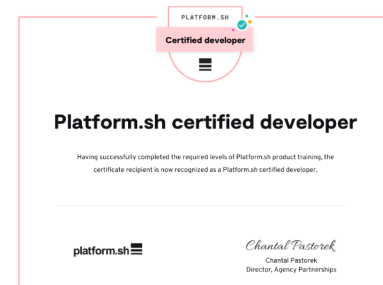 PLATFORM.SH
Certified developer
Platform.sh certified developer
Having successfully completed the required levels of Platform.sh product training, the
certificate recipient is now recognized as a Platform.sh certified developer.
platform.sh
Chantal Pastorek
Chantal Pastorek
Director, Agency Partnerships